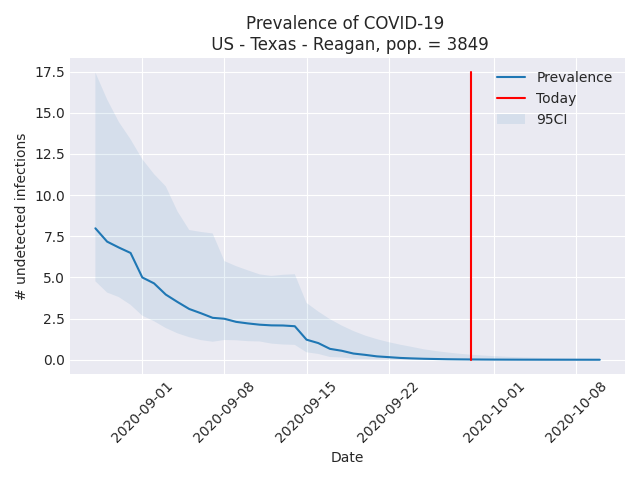 Prevalence of COVID-19
US - Texas - Reagan, pop. = 3849
17.5
15.0
12.5
10.0
7.5
5.0
2.5
0.0
# undetected infections
Prevalence
Today
95CI
2020-09-01
2020-09-08
2020-09-15
2020-09-22
2020-10-01
2020-10-08
Date